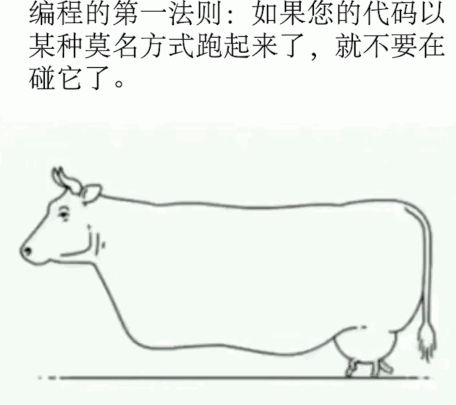 编程的第一法则：如果您的代码以
某种莫名方式跑起来了，就不要在
碰它了。